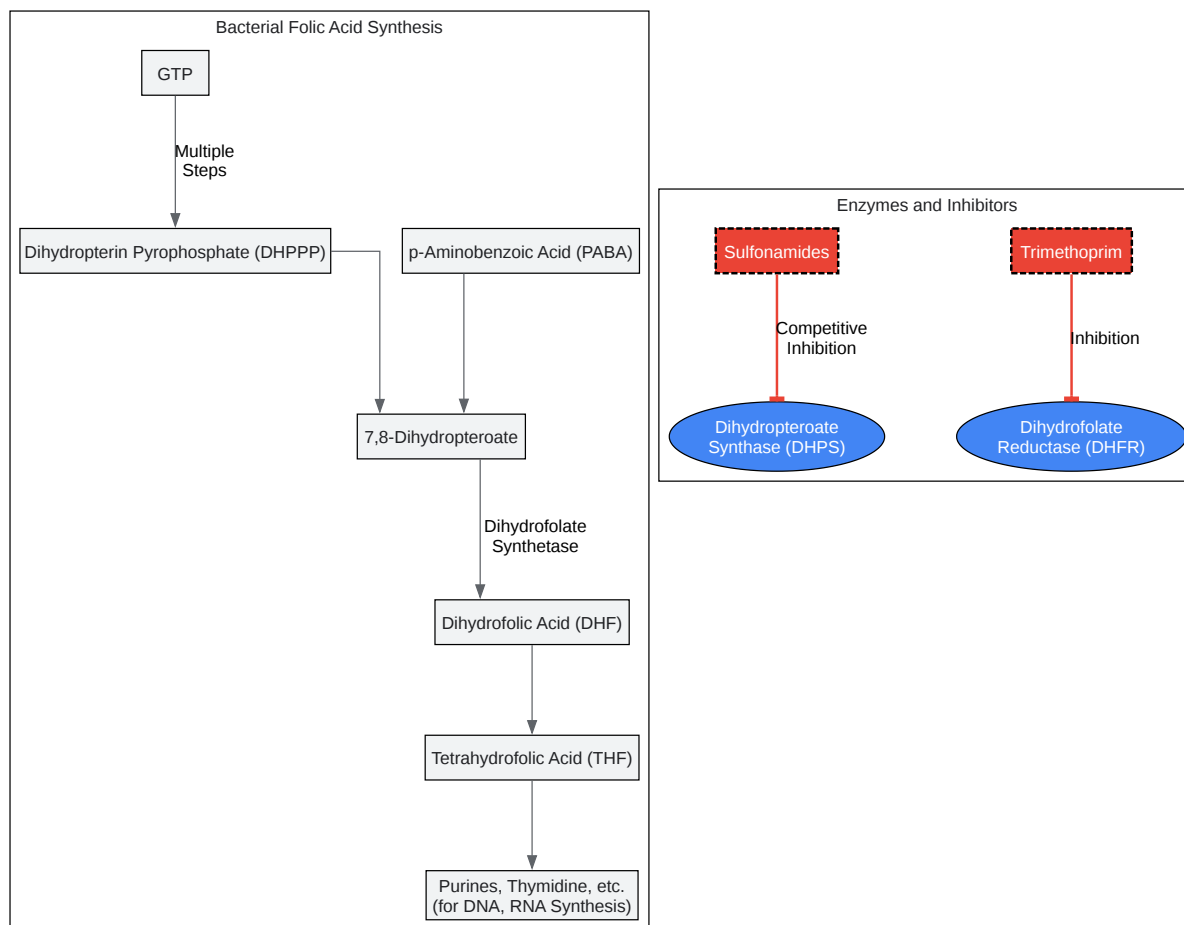 Bacterial Folic Acid Synthesis
GTP
Multiple
Steps
Dihydropterin Pyrophosphate (DHPPP)
p-Aminobenzoic Acid (PABA)
7,8-Dihydropteroate
Dihydrofolate
Synthetase
Dihydrofolic Acid (DHF)
Tetrahydrofolic Acid (THF)
Purines, Thymidine, etc.
(for DNA, RNA Synthesis)
Enzymes and Inhibitors
Sulfonamides
Trimethoprim
Competitive
Inhibition
Inhibition
Dihydropteroate
Synthase (DHPS)
Dihydrofolate
Reductase (DHFR)